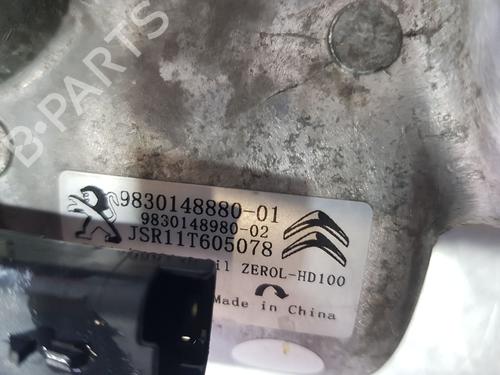 B-PARTS
9830148880-01
9830148980-02
JSR11T605078
ZEROL-HD100
Made in China